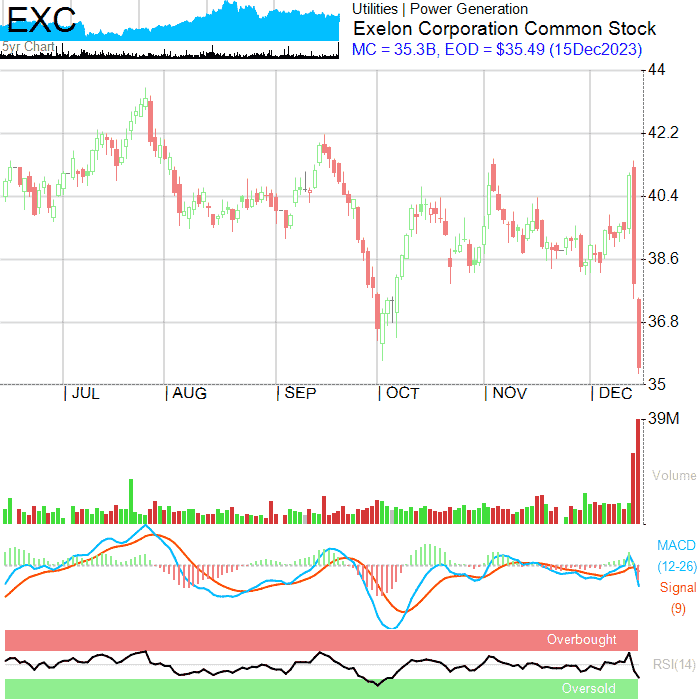 EXC
5yr Chart
Utilities | Power Generation
Exelon Corporation Common Stock
MC = 35.3B, EOD = $35.49 (15Dec2023)
44
42.2
40.4
38.6
36.8
35
| JUL | AUG | SEP | OCT | NOV | DEC
39M
Volume
MACD
(12-26)
Signal
(9)
Overbought
RSI(14)
Oversold